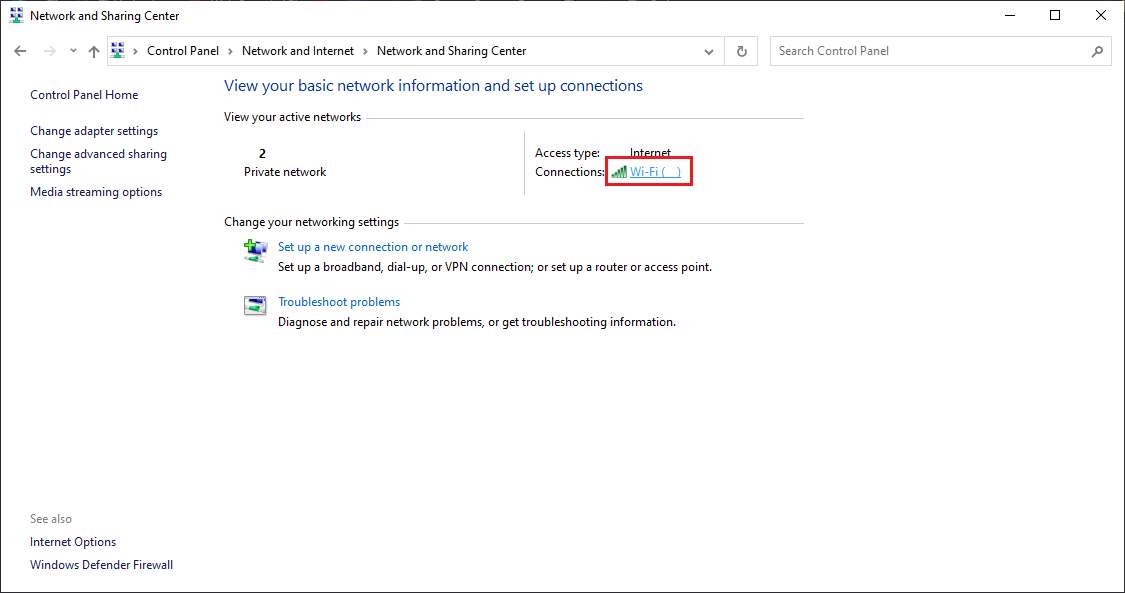 Network and Sharing Center
Control Panel > Network and Internet > Network and Sharing Center
Search Control Panel
Control Panel Home
Change adapter settings
Change advanced sharing
settings
Media streaming options
View your basic network information and set up connections
View your active networks
2
Private network
Access type: Internet
Connections: Wi-Fi ( )
Change your networking settings
Set up a new connection or network
Set up a broadband, dial-up, or VPN connection; or set up a router or access point.
Troubleshoot problems
Diagnose and repair network problems, or get troubleshooting information.
See also
Internet Options
Windows Defender Firewall